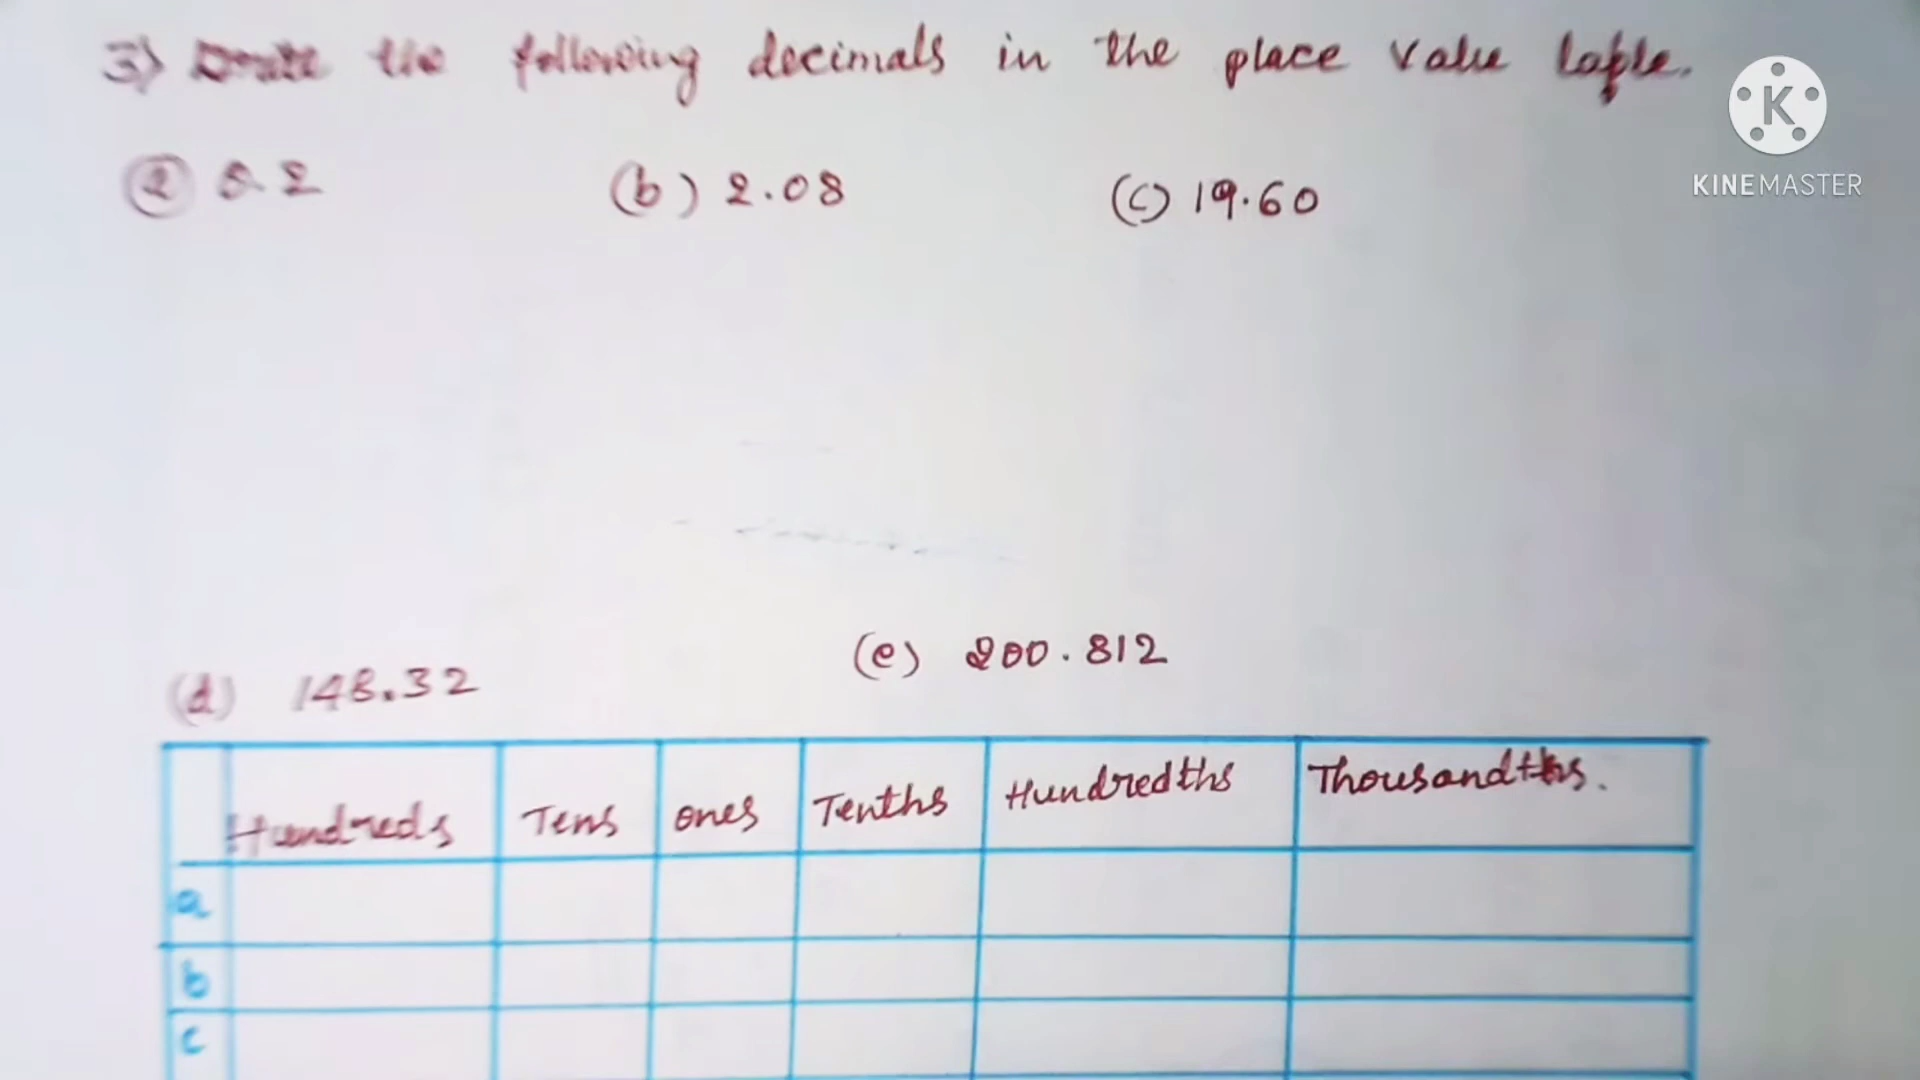 3) Write the following decimals in the place value table.
(a) 0.2 (b) 2.08 (c) 19.60
K
KINEMASTER
(d) 148.32 (e) 200.812
Hundreds Tens ones Tenths Hundredths Thousandths.
a
b
c